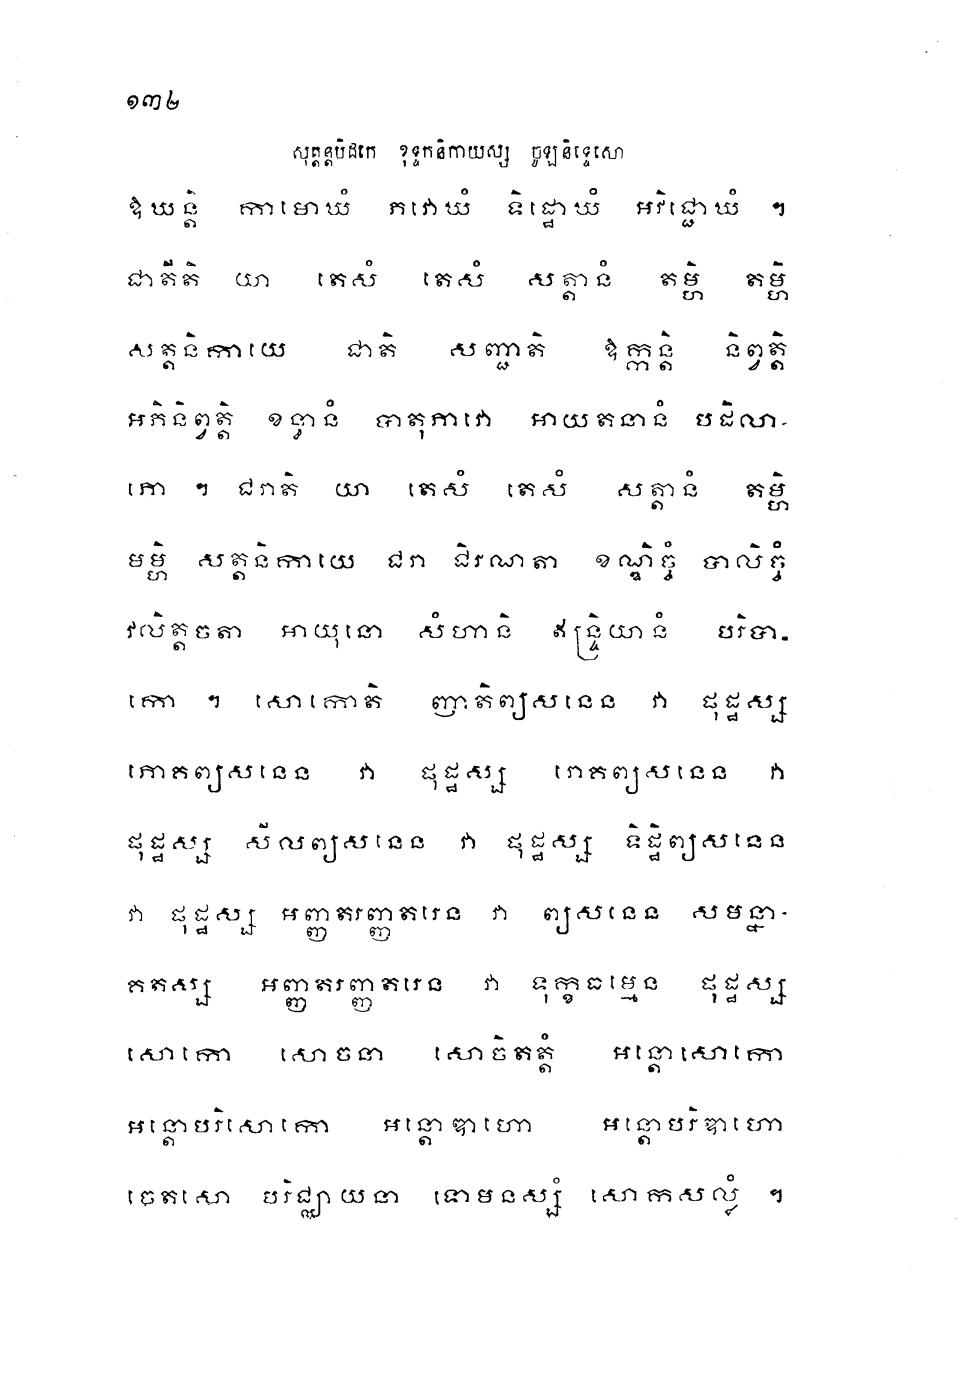 ១៣២
សុត្តន្តបិដកេ ខុទ្ទកនិកាយស្ស ចូឡនិទ្ទេសោ
ឱឃន្តិ កាមោឃំ ភវោឃំ ទិដ្ឋោឃំ អវិជ្ជោឃំ ។
ជាតីតិ យា តេសំ តេសំ សត្តានំ តម្ហិ តម្ហិ
សត្តនិកាយេ ជាតិ សញ្ជាតិ ឱក្កន្តិ និព្វត្តិ
អភិនិព្វត្តិ ខន្ធានំ ធាតុភាវោ អាយតនានំ បដិលា-
ភោ ។ ជរាតិ យា តេសំ តេសំ សត្តានំ តម្ហិ
មម្ហិ សត្តនិកាយេ ជរា ជិរណតា ខណ្ឌិច្ចំ បាលិច្ចំ
វលិត្តចតា អាយុនោ សំហានិ ឥន្ទ្រិយានំ បរិបា-
កោ ។ សោកោតិ ញាតិព្យសនេន វា ផុដ្ឋស្ស
ភោគព្យសនេន វា ផុដ្ឋស្ស រោគព្យសនេន វា
ផុដ្ឋស្ស សីលព្យសនេន វា ផុដ្ឋស្ស ទិដ្ឋិព្យសនេន
វា ផុដ្ឋស្ស អញ្ញតរញ្ញតរេន វា ព្យសនេន សមន្នា-
គតស្ស អញ្ញតរញ្ញតរេន វា ទុក្ខធម្មេន ផុដ្ឋស្ស
សោកោ សោចនា សោចិតត្តំ អន្តោសោកោ
អន្តោបរិសោកោ អន្តោឌាហោ អន្តោបរិឌាហោ
ចេតសោ បរិជ្ឈាយនា ទោមនស្សំ សោកសល្លំ ។